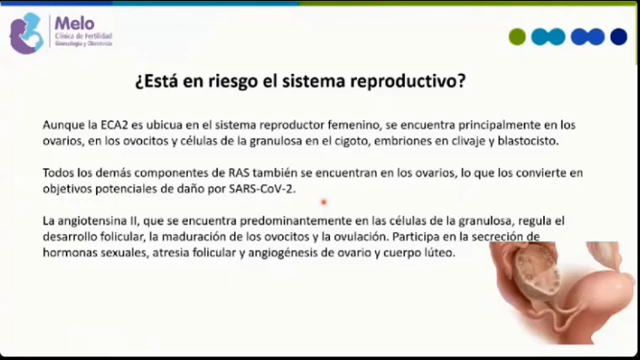 Melo
Clínica de Fertilidad
Ginecología y Obstetricia
¿Está en riesgo el sistema reproductivo?
Aunque la ECA2 es ubicua en el sistema reproductor femenino, se encuentra principalmente en los
ovarios, en los ovocitos y células de la granulosa en el cigoto, embriones en clivaje y blastocisto.
Todos los demás componentes de RAS también se encuentran en los ovarios, lo que los convierte en
objetivos potenciales de daño por SARS-CoV-2.
La angiotensina II, que se encuentra predominantemente en las células de la granulosa, regula el
desarrollo folicular, la maduración de los ovocitos y la ovulación. Participa en la secreción de
hormonas sexuales, atresia folicular y angiogénesis de ovario y cuerpo lúteo.